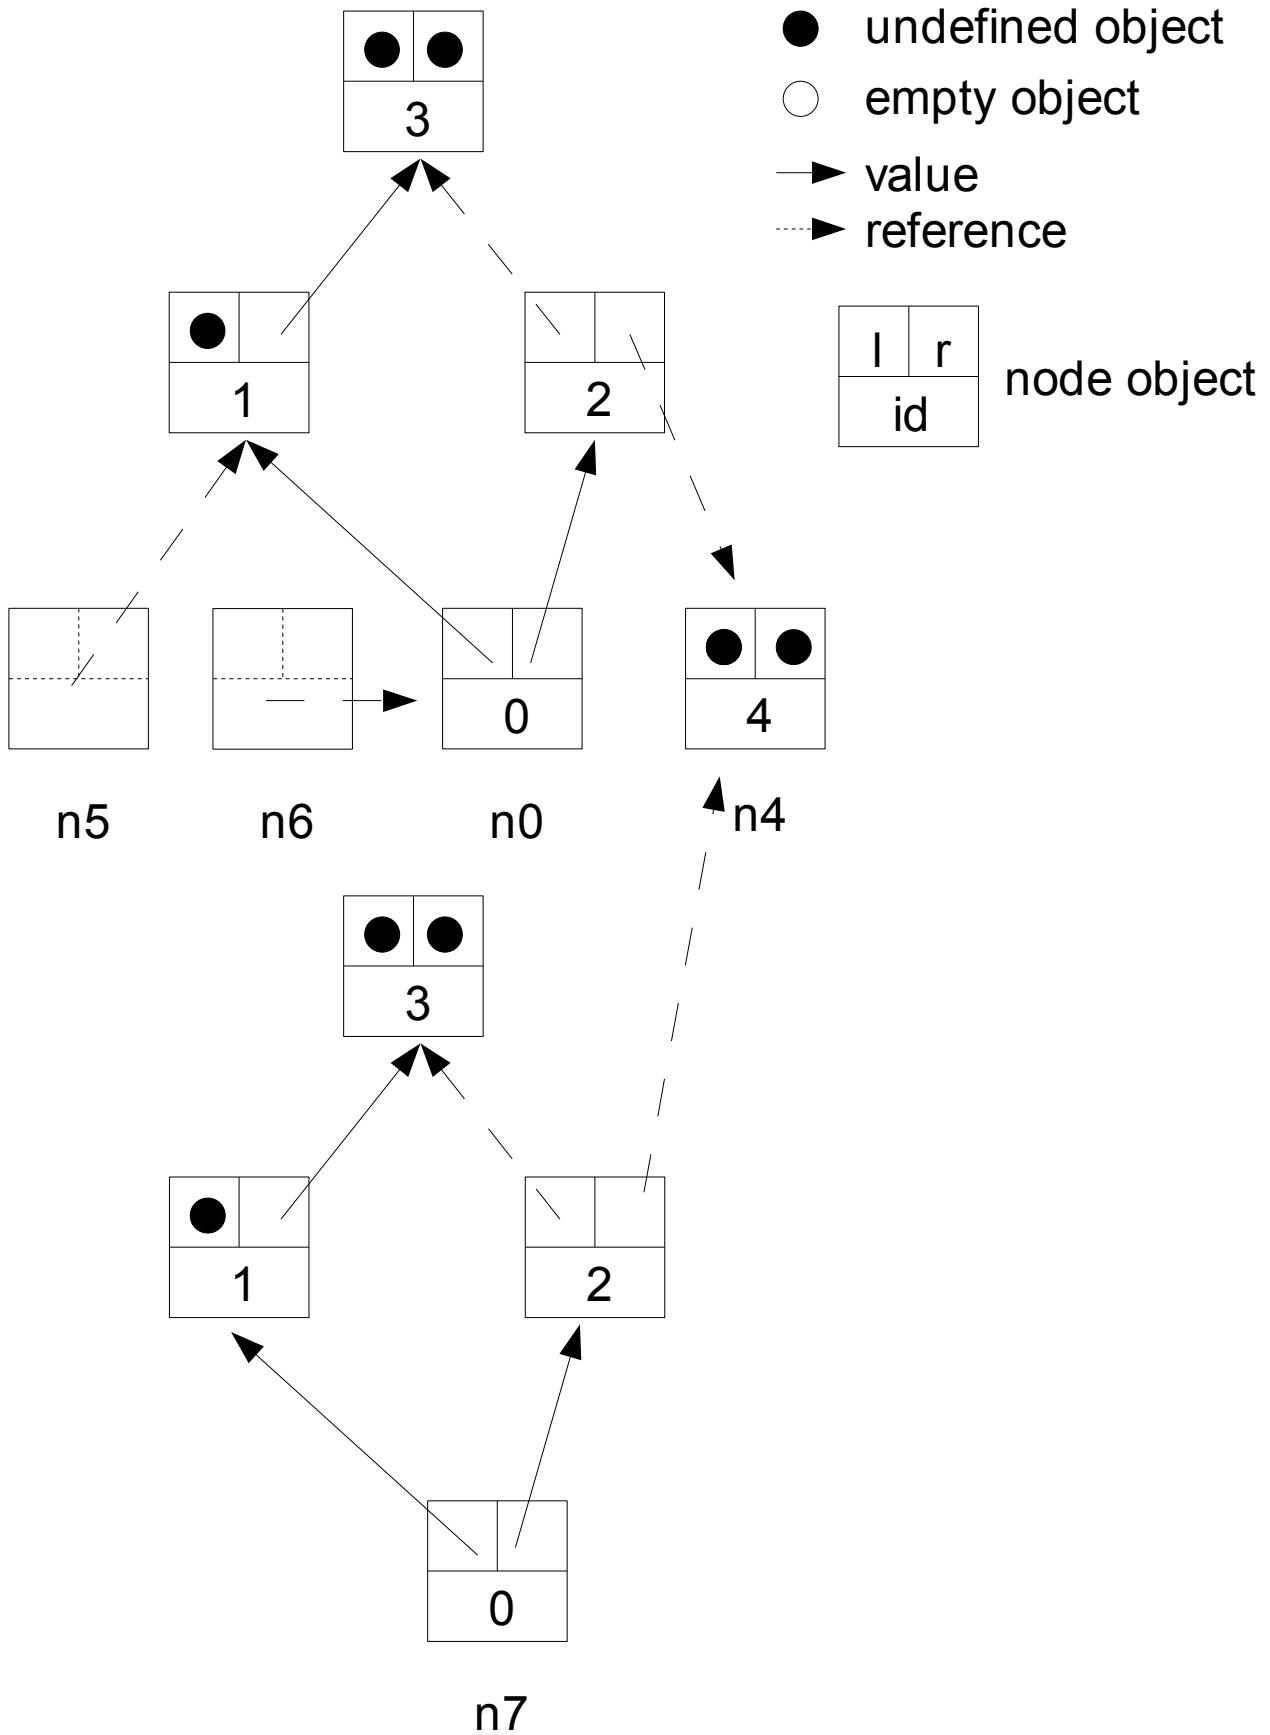 undefined object
empty object
value
reference
l r
id
node object
3
1
2
0
4
n5
n6
n0
n4
3
1
2
0
n7